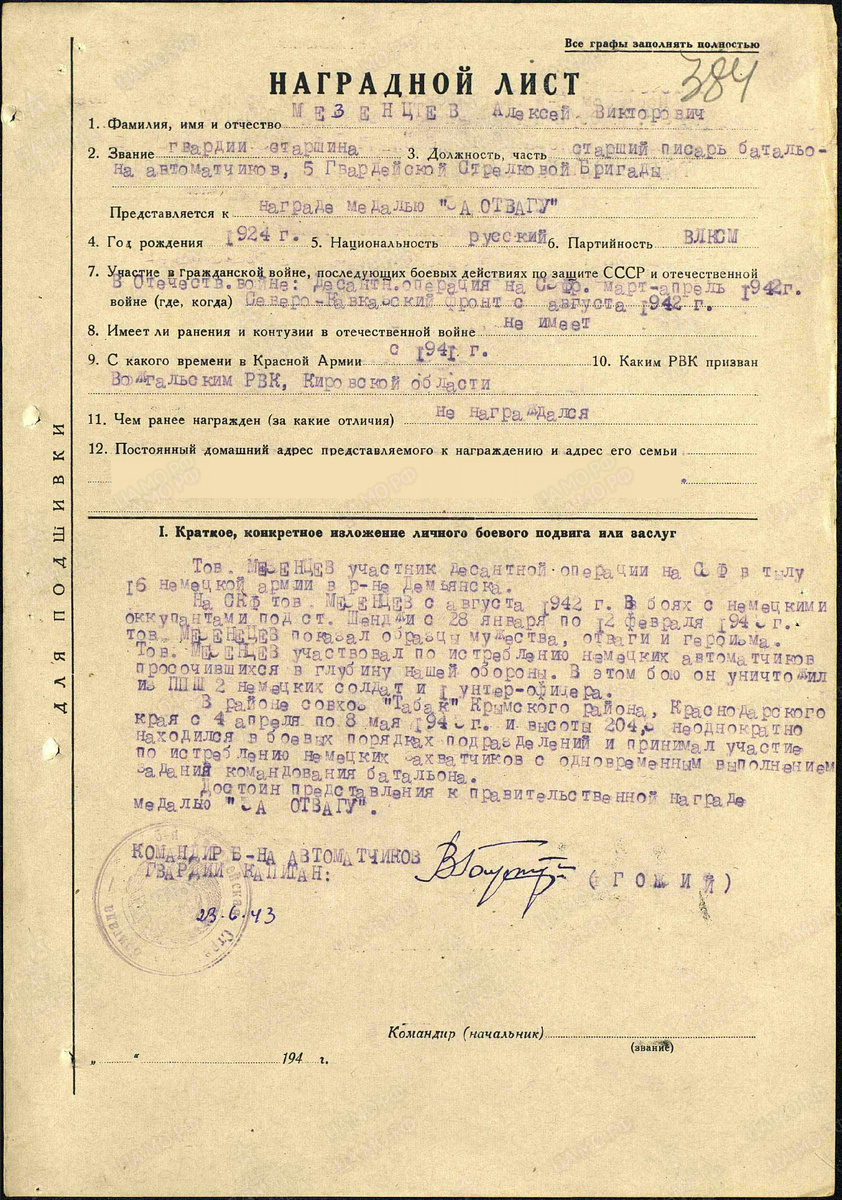 Все графы заполнять полностью
384
НАГРАДНОЙ ЛИСТ
1. Фамилия, имя и отчество МЕЗЕНЦЕВ Алексей Викторович
2. Звание гвардии старшина 3. Должность, часть старший писарь батальо-
на автоматчиков, 5 Гвардейской Стрелковой Бригады
Представляется к награде медалью "ЗА ОТВАГУ"
4. Год рождения 1924 г. 5. Национальность русский 6. Партийность ВЛКСМ
7. Участие в гражданской войне, последующих боевых действиях по защите СССР и отечественной
В Отечеств.войне: Десантн.операция на СЗФ. март-апрель 1942г.
войне (где, когда) Северо-Кавказский фронт с августа 1942 г.
8. Имеет ли ранения и контузии в отечественной войне не имеет
9. С какого времени в Красной Армии с 1941 г. 10. Каким РВК призван
Вожгальским РВК, Кировской области
11. Чем ранее награжден (за какие отличия) не награждался
12. Постоянный домашний адрес представляемого к награждению и адрес его семьи
ДЛЯ ПОДШИВКИ
I. Краткое, конкретное изложение личного боевого подвига или заслуг
Тов. МЕЗЕНЦЕВ участник десантной операции на СЗФ в тылу
16 немецкой армии в р-не Демьянска.
На СКФ тов. МЕЗЕНЦЕВ с августа 1942 г. В боях с немецкими
оккупантами под ст. Шенджи с 28 января по 12 февраля 1943 г.
тов. МЕЗЕНЕЦЕВ показал образцы мужества, отваги и героизма.
Тов. МЕЗЕНЦЕВ участвовал по истреблению немецких автоматчиков
просочившихся в глубину нашей обороны. В этом бою он уничтожил
из ППШ 2 немецких солдат и 1 унтер-офицера.
В районе совхоз "Табак" Крымского района, Краснодарского
края с 4 апреля по 8 мая 1943 г. и высоты 204,3 неоднократно
находился в боевых порядках подразделений и принимал участие
по истреблению немецких захватчиков с одновременным выполнением
заданий командования батальона.
Достоин представления к правительственной награде
медалью "ЗА ОТВАГУ".
КОМАНДИР Б-НА АВТОМАТЧИКОВ
ГВАРДИИ КАПИТАН:
(ГОЖИЙ)
23.6.43
Командир (начальник)
(звание)
„ “ 194 г.